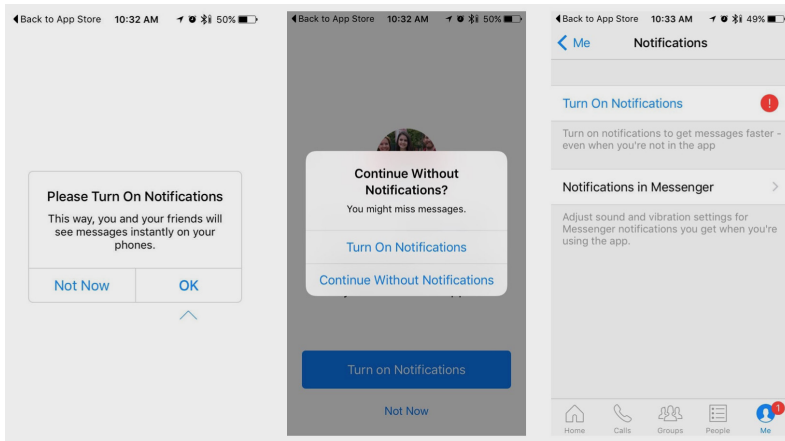 Back to App Store 10:32 AM 50%
Please Turn On Notifications
This way, you and your friends will
see messages instantly on your
phones.
Not Now OK
Back to App Store 10:32 AM 50%
Continue Without
Notifications?
You might miss messages.
Turn On Notifications
Continue Without Notifications
Turn on Notifications
Not Now
Back to App Store 10:33 AM 49%
Me Notifications
Turn On Notifications !
Turn on notifications to get messages faster -
even when you're not in the app
Notifications in Messenger
Adjust sound and vibration settings for
Messenger notifications you get when you're
using the app.
1
Home Calls Groups People Me